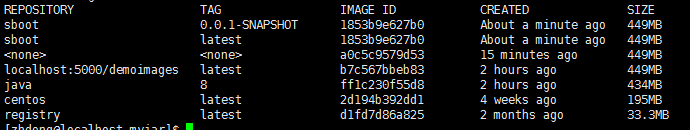 REPOSITORY TAG IMAGE ID CREATED SIZE
sboot 0.0.1-SNAPSHOT 1853b9e627b0 About a minute ago 449MB
sboot latest 1853b9e627b0 About a minute ago 449MB
<none> <none> a0c5c9579d53 15 minutes ago 449MB
localhost:5000/demoimages latest b7c567bbeb83 2 hours ago 449MB
java 8 ff1c230f55d8 2 hours ago 434MB
centos latest 2d194b392dd1 4 weeks ago 195MB
registry latest d1fd7d86a825 2 months ago 33.3MB
[zhdong@localhost myjar]$